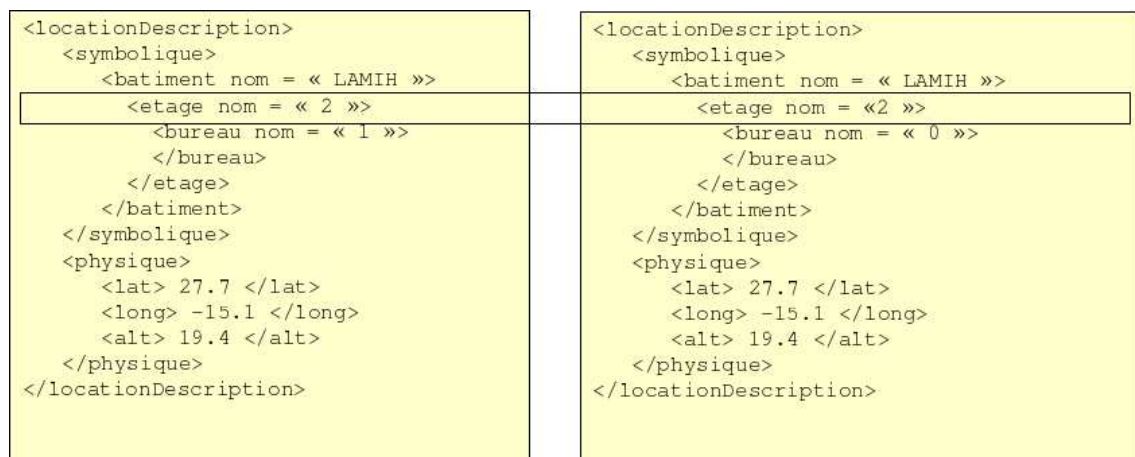 <locationDescription>
<symbolique>
<batiment nom = « LAMIH »>
<etage nom = « 2 »>
<bureau nom = « 1 »>
</bureau>
</etage>
</batiment>
</symbolique>
<physique>
<lat> 27.7 </lat>
<long> -15.1 </long>
<alt> 19.4 </alt>
</physique>
</locationDescription>
<locationDescription>
<symbolique>
<batiment nom = « LAMIH »>
<etage nom = «2 »>
<bureau nom = « 0 »>
</bureau>
</etage>
</batiment>
</symbolique>
<physique>
<lat> 27.7 </lat>
<long> -15.1 </long>
<alt> 19.4 </alt>
</physique>
</locationDescription>